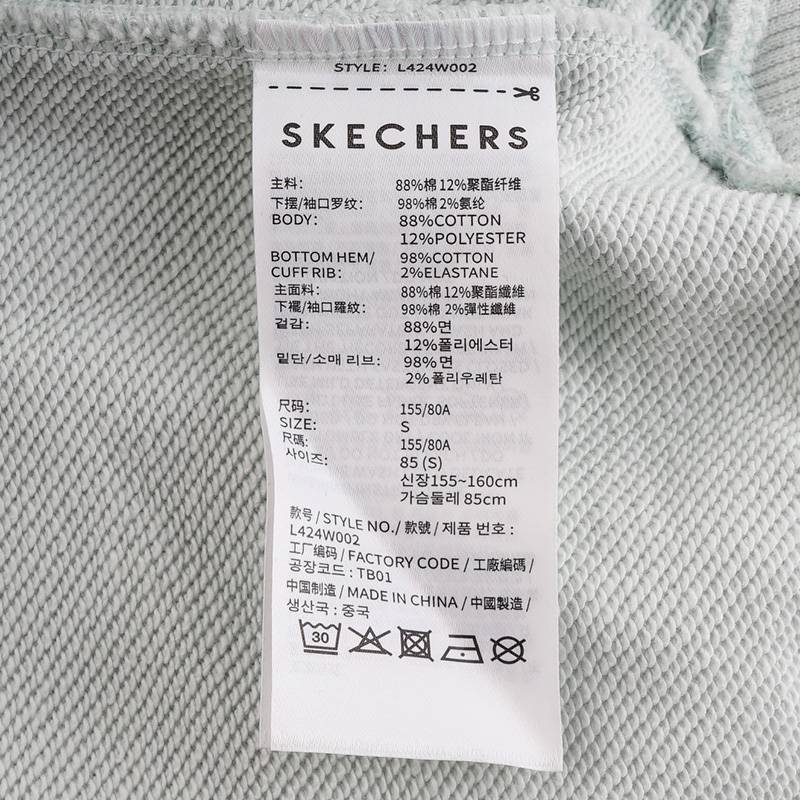 STYLE: L424W002
SKECHERS
主料: 88%棉 12%聚酯纤维
下摆/袖口罗纹: 98%棉 2%氨纶
BODY: 88%COTTON
12%POLYESTER
BOTTOM HEM/ 98%COTTON
CUFF RIB: 2%ELASTANE
主面料: 88%棉 12%聚酯纖維
下襬/袖口羅紋: 98%棉 2%彈性纖維
겉감: 88%면
12%폴리에스터
밑단/소매 리브: 98%면
2%폴리우레탄
尺码: 155/80A
SIZE: S
尺碼: 155/80A
사이즈: 85 (S)
신장155~160cm
가슴둘레 85cm
款号 / STYLE NO./ 款號 / 제품 번호 :
L424W002
工厂编码 / FACTORY CODE / 工廠編碼 /
공장코드 : TB01
中国制造 / MADE IN CHINA / 中國製造 /
생산국 : 중국
30